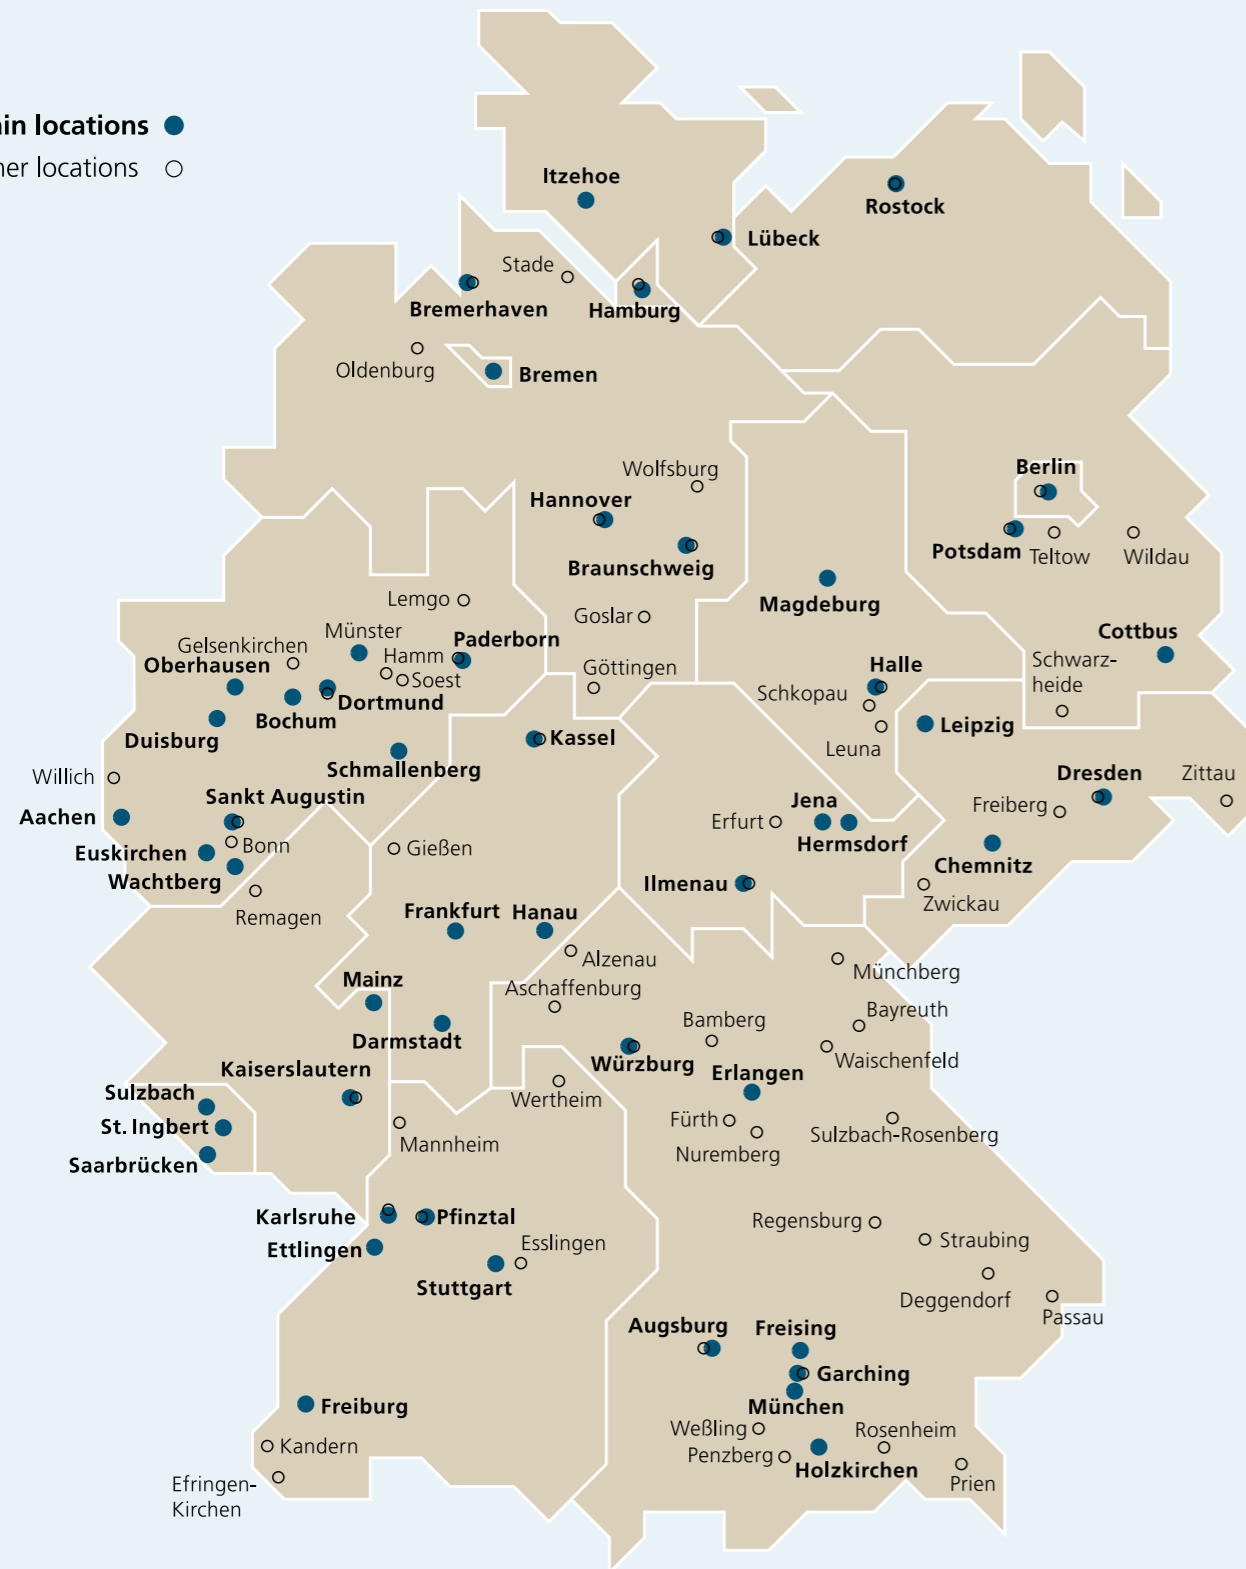 locations
locations
Itzehoe
Rostock
Lübeck
Stade
Bremerhaven
Hamburg
Oldenburg
Bremen
Wolfsburg
Berlin
Hannover
Potsdam
Teltow
Wildau
Braunschweig
Magdeburg
Lemgo
Goslar
Münster
Cottbus
Gelsenkirchen
Paderborn
Oberhausen
Hamm
Göttingen
Halle
Schwarz-
heide
Soest
Schkopau
Dortmund
Bochum
Leipzig
Duisburg
Kassel
Leuna
Schmallenberg
Dresden
Zittau
Willich
Sankt Augustin
Jena
Freiberg
Aachen
Erfurt
Hermsdorf
Bonn
Gießen
Euskirchen
Chemnitz
Wachtberg
Ilmenau
Zwickau
Remagen
Frankfurt
Hanau
Alzenau
Münchberg
Mainz
Aschaffenburg
Bayreuth
Bamberg
Darmstadt
Würzburg
Waischenfeld
Kaiserslautern
Erlangen
Sulzbach
Wertheim
St. Ingbert
Fürth
Sulzbach-Rosenberg
Mannheim
Nuremberg
Saarbrücken
Karlsruhe
Pfinztal
Regensburg
Straubing
Ettlingen
Esslingen
Stuttgart
Deggendorf
Passau
Augsburg
Freising
Garching
Freiburg
München
Weßling
Rosenheim
Kandern
Penzberg
Holzkirchen
Prien
Efringen-
Kirchen